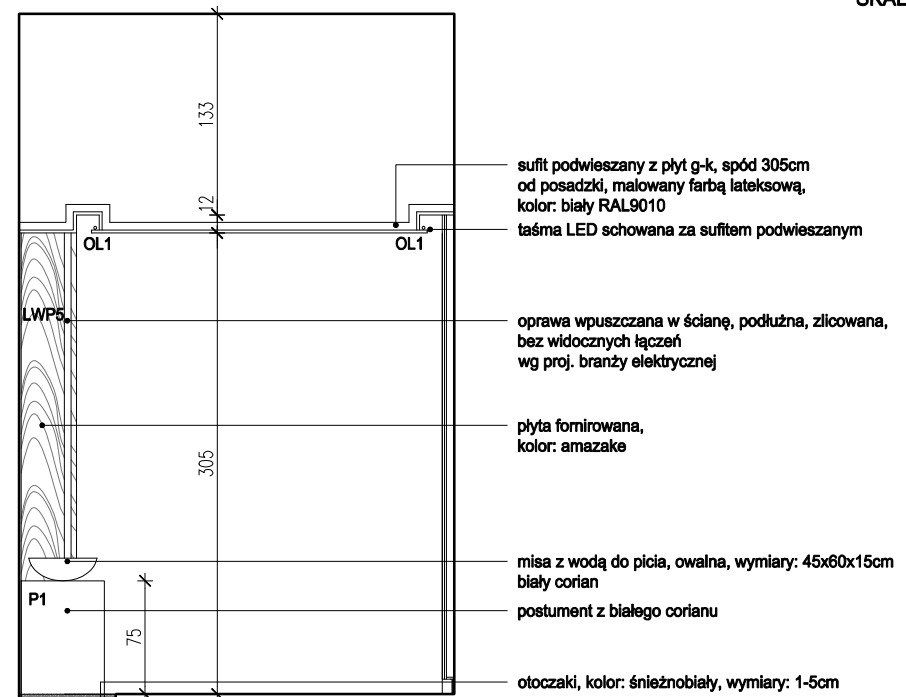 133
sufit podwieszany z płyt g-k, spód 305cm
od posadzki, malowany farbą lateksową,
kolor: biały RAL9010
12
taśma LED schowana za sufitem podwieszanym
OL1
OL1
LWP5
oprawa wpuszczana w ścianę, podłużna, zlicowana,
bez widocznych łączeń
wg proj. branży elektrycznej
płyta fornirowana,
kolor: amazake
305
misa z wodą do picia, owalna, wymiary: 45x60x15cm
biały corian
P1
postument z białego corianu
75
otoczaki, kolor: śnieżnobiały, wymiary: 1-5cm